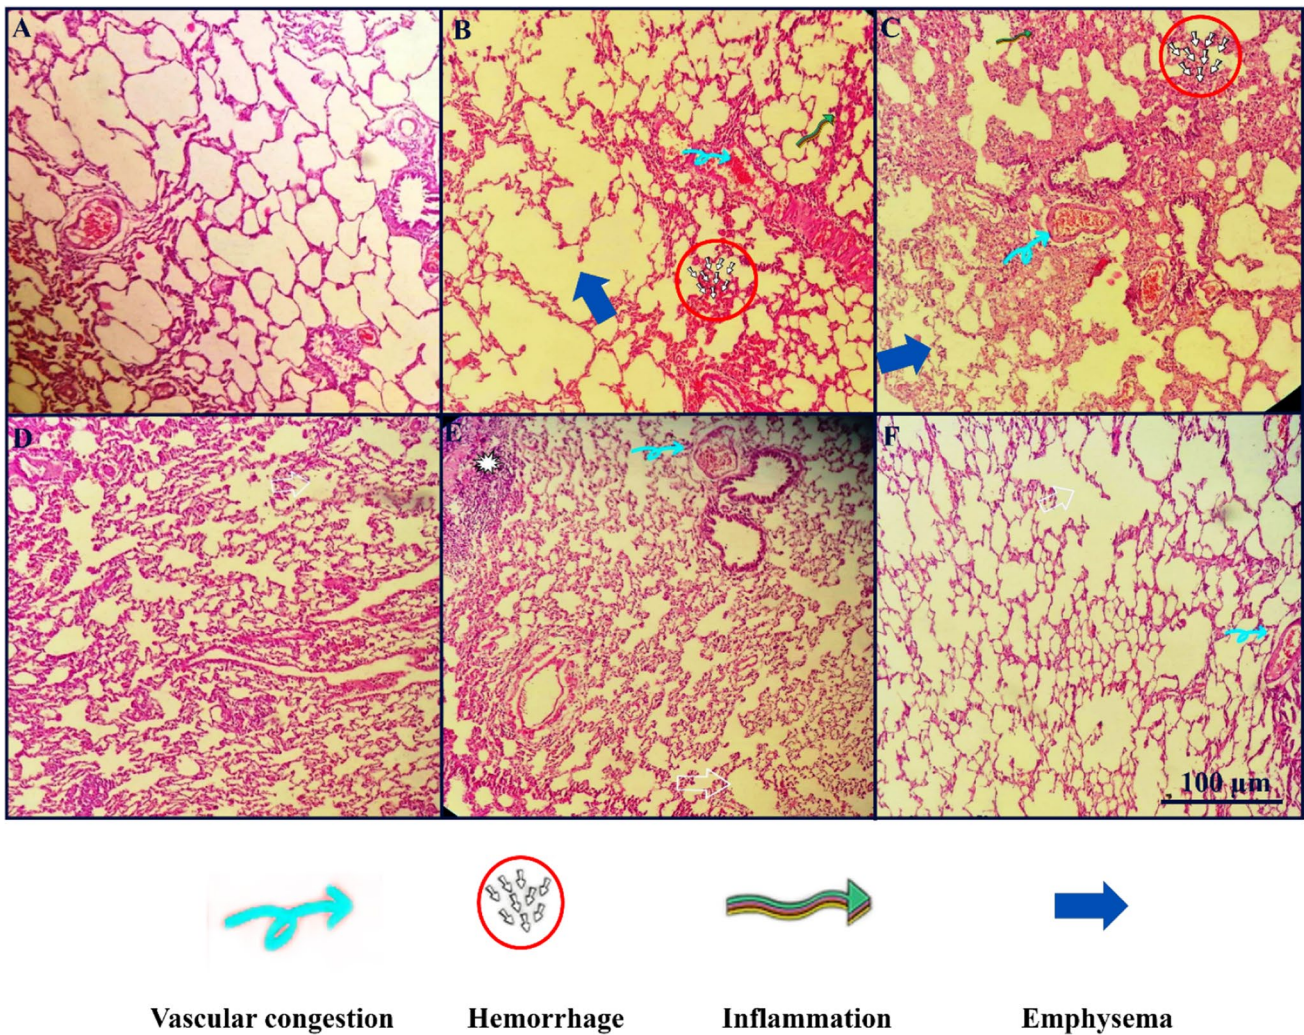 A
B
C
D
E
F
100 µm
Vascular congestion
Hemorrhage
Inflammation
Emphysema